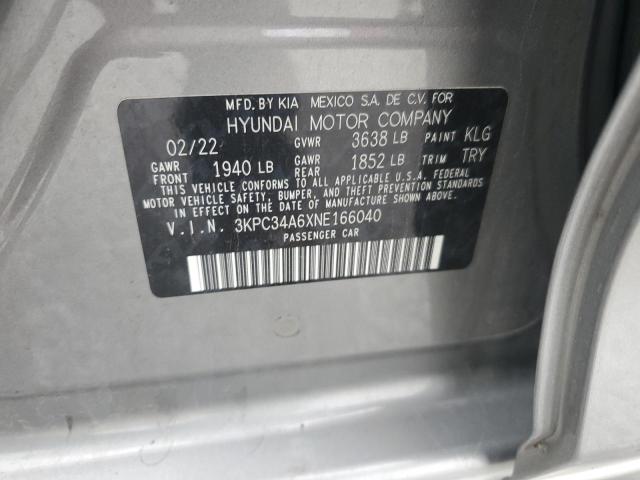 MFD. BY KIA MEXICO S.A. DE C.V. FOR
HYUNDAI MOTOR COMPANY
02/22 GVWR 3638 LB PAINT KLG
GAWR FRONT 1940 LB GAWR REAR 1852 LB TRIM TRY
THIS VEHICLE CONFORMS TO ALL APPLICABLE U.S.A. FEDERAL
MOTOR VEHICLE SAFETY, BUMPER, AND THEFT PREVENTION STANDARDS
IN EFFECT ON THE DATE OF MANUFACTURE SHOWN ABOVE.
V.I.N. 3KPC34A6XNE166040
PASSENGER CAR